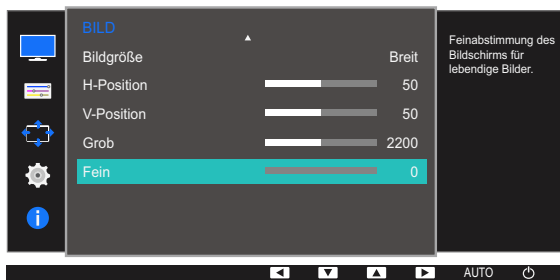 BILD
Bildgröße Breit
H-Position 50
V-Position 50
Grob 2200
Fein 0
Feinabstimmung des
Bildschirms für
lebendige Bilder.
AUTO